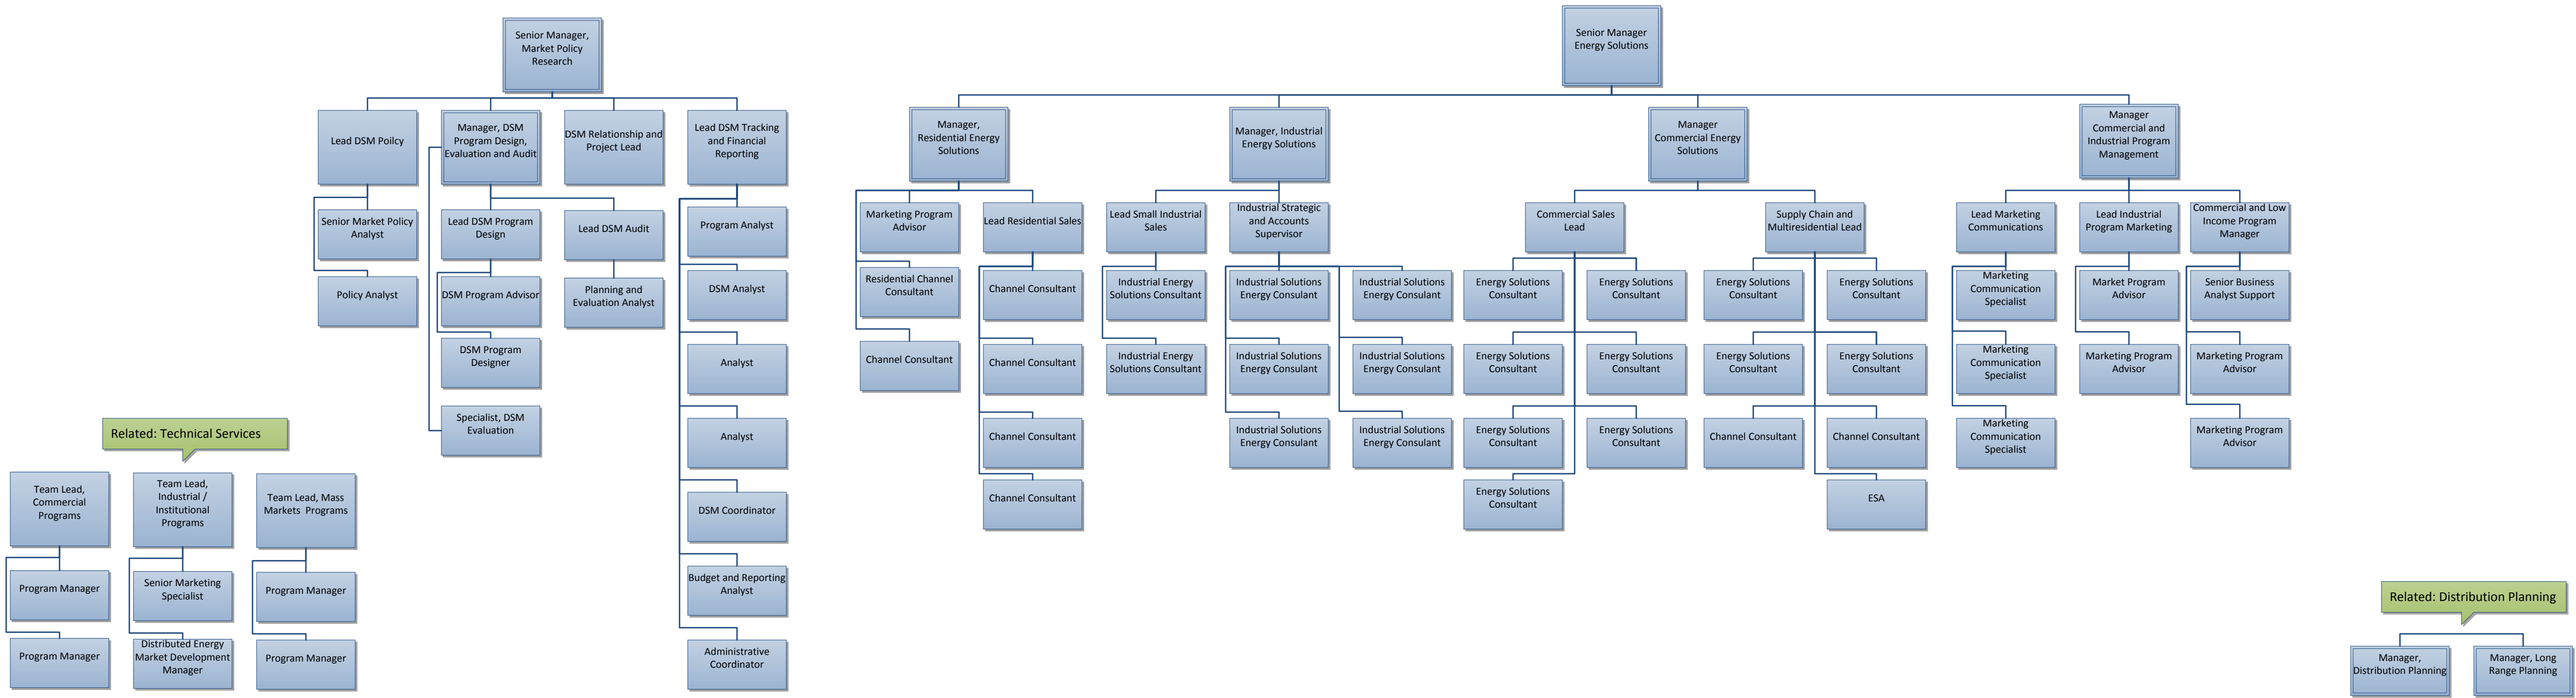 Senior Manager,
Market Policy
Research
Lead DSM Poilcy
Manager, DSM
Program Design,
Evaluation and Audit
DSM Relationship and
Project Lead
Lead DSM Tracking
and Financial
Reporting
Senior Market Policy
Analyst
Policy Analyst
Lead DSM Program
Design
DSM Program Advisor
DSM Program
Designer
Specialist, DSM
Evaluation
Lead DSM Audit
Planning and
Evaluation Analyst
Program Analyst
DSM Analyst
Analyst
Analyst
DSM Coordinator
Budget and Reporting
Analyst
Administrative
Coordinator
Related: Technical Services
Team Lead,
Commercial
Programs
Program Manager
Program Manager
Team Lead,
Industrial /
Institutional
Programs
Senior Marketing
Specialist
Distributed Energy
Market Development
Manager
Team Lead, Mass
Markets Programs
Program Manager
Program Manager
Senior Manager
Energy Solutions
Manager,
Residential Energy
Solutions
Marketing Program
Advisor
Residential Channel
Consultant
Channel Consultant
Lead Residential Sales
Channel Consultant
Channel Consultant
Channel Consultant
Channel Consultant
Manager, Industrial
Energy Solutions
Lead Small Industrial
Sales
Industrial Energy
Solutions Consultant
Industrial Energy
Solutions Consultant
Industrial Strategic
and Accounts
Supervisor
Industrial Solutions
Energy Consulant
Industrial Solutions
Energy Consulant
Industrial Solutions
Energy Consulant
Industrial Solutions
Energy Consulant
Industrial Solutions
Energy Consulant
Industrial Solutions
Energy Consulant
Manager
Commercial Energy
Solutions
Commercial Sales
Lead
Energy Solutions
Consultant
Energy Solutions
Consultant
Energy Solutions
Consultant
Energy Solutions
Consultant
Energy Solutions
Consultant
Energy Solutions
Consultant
Energy Solutions
Consultant
Supply Chain and
Multiresidential Lead
Energy Solutions
Consultant
Energy Solutions
Consultant
Energy Solutions
Consultant
Energy Solutions
Consultant
Channel Consultant
Channel Consultant
ESA
Manager
Commercial and
Industrial Program
Management
Lead Marketing
Communications
Marketing
Communication
Specialist
Marketing
Communication
Specialist
Marketing
Communication
Specialist
Lead Industrial
Program Marketing
Market Program
Advisor
Marketing Program
Advisor
Commercial and Low
Income Program
Manager
Senior Business
Analyst Support
Marketing Program
Advisor
Marketing Program
Advisor
Related: Distribution Planning
Manager,
Distribution Planning
Manager, Long
Range Planning